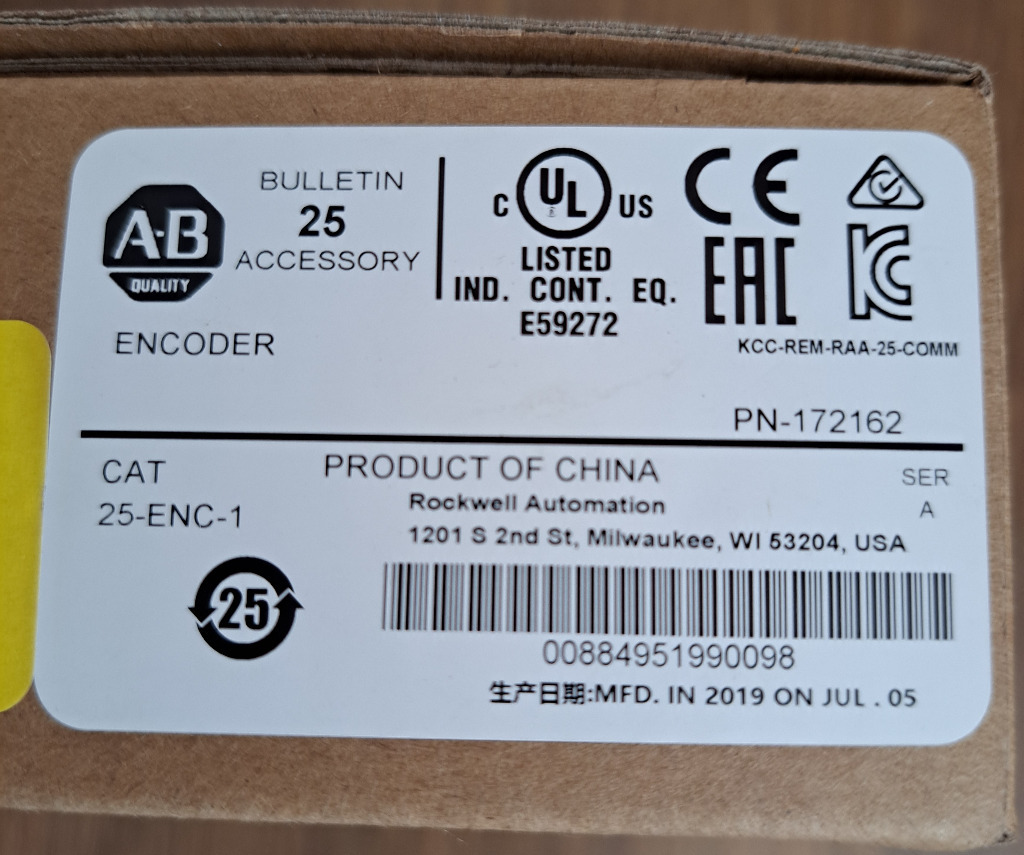 A-B
QUALITY
BULLETIN
25
ACCESSORY
C UL US
LISTED
IND. CONT. EQ.
E59272
CE
EAC
KC
KCC-REM-RAA-25-COMM
ENCODER
PN-172162
CAT
25-ENC-1
PRODUCT OF CHINA
Rockwell Automation
1201 S 2nd St, Milwaukee, WI 53204, USA
SER
A
25
00884951990098
生产日期:MFD. IN 2019 ON JUL . 05